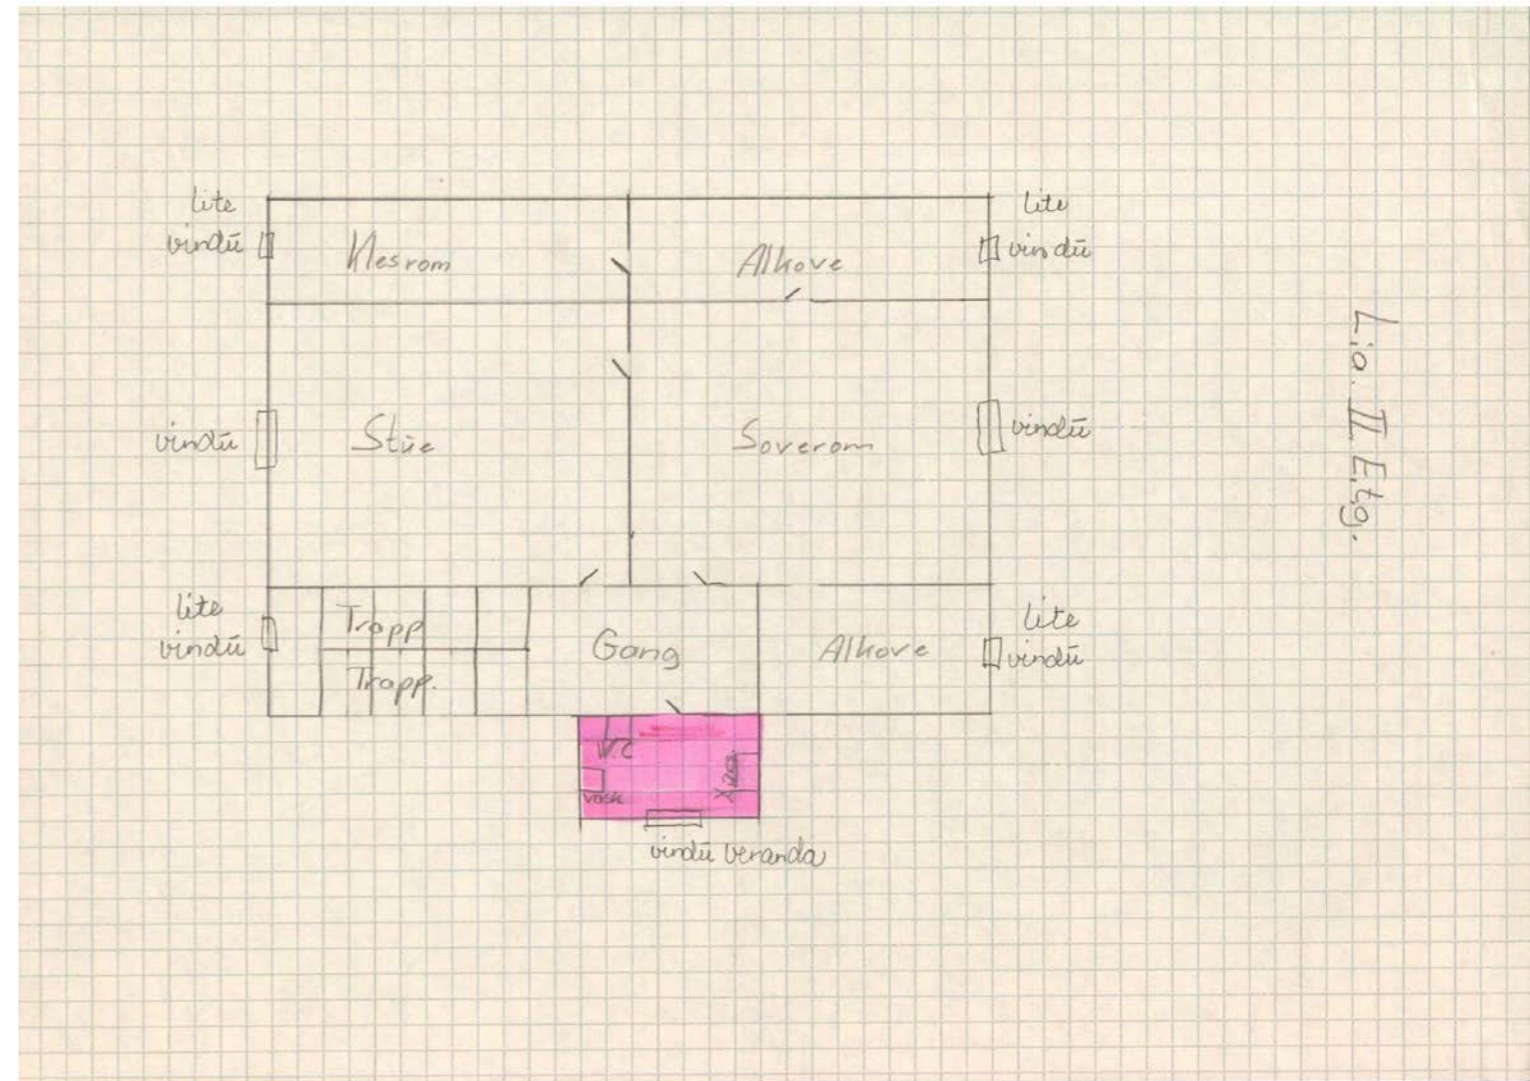 lite
vindū
Klesrom
Alkove
lite
vindū
vindū
Stūe
Soverom
vindū
lite
vindū
Trapp
Trapp.
Gang
Alkove
lite
vindū
W.C
vask
vindū veranda
Lia. II Etg.